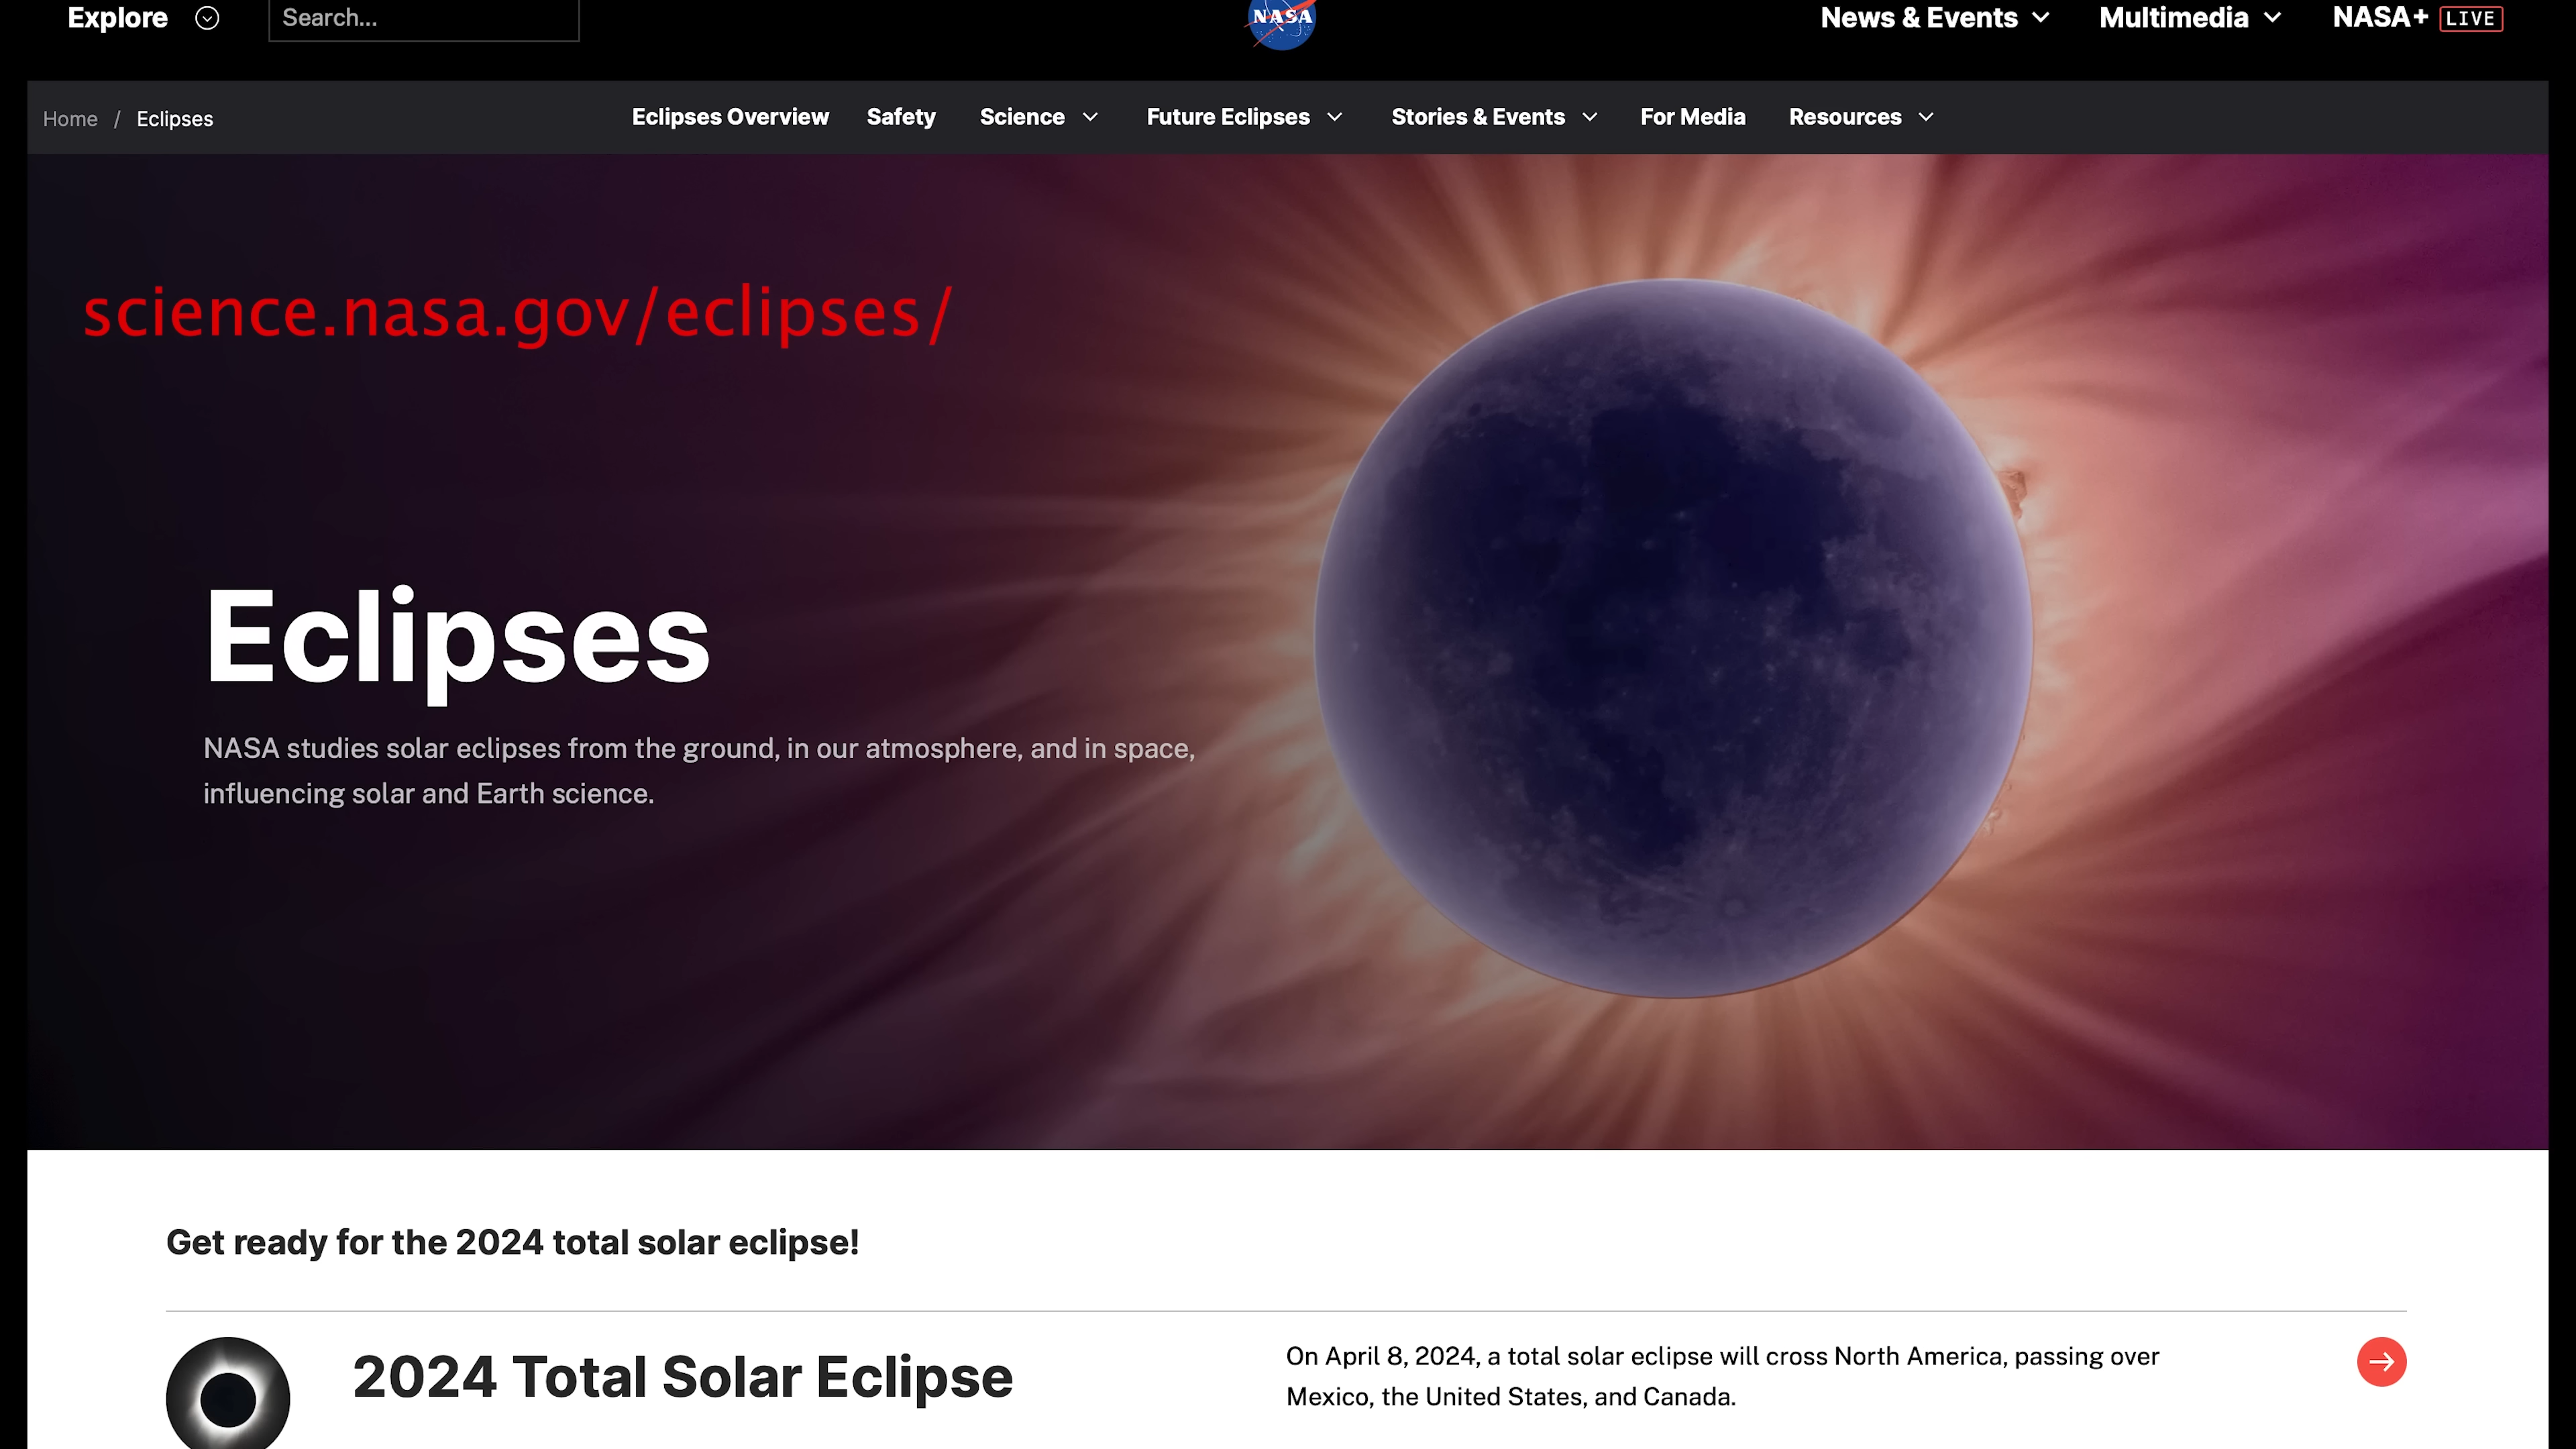 Explore
Search...
NASA
News & Events
Multimedia
NASA+ LIVE
Home / Eclipses
Eclipses Overview
Safety
Science
Future Eclipses
Stories & Events
For Media
Resources
science.nasa.gov/eclipses/
Eclipses
NASA studies solar eclipses from the ground, in our atmosphere, and in space,
influencing solar and Earth science.
Get ready for the 2024 total solar eclipse!
2024 Total Solar Eclipse
On April 8, 2024, a total solar eclipse will cross North America, passing over
Mexico, the United States, and Canada.